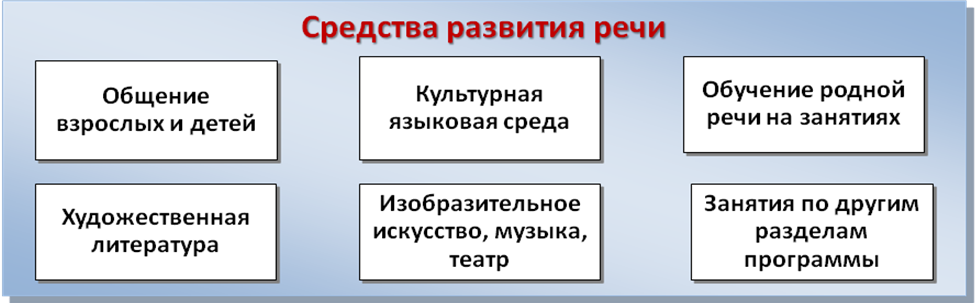 Средства развития речи
Общение
взрослых и детей
Культурная
языковая среда
Обучение родной
речи на занятиях
Художественная
литература
Изобразительное
искусство, музыка,
театр
Занятия по другим
разделам
программы